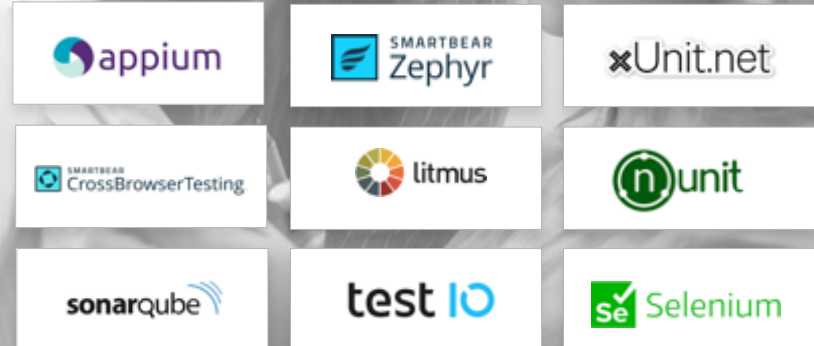 appium
SMARTBEAR
Zephyr
xUnit.net
SMARTBEAR
CrossBrowserTesting
litmus
nunit
sonarqube
test IO
Se Selenium